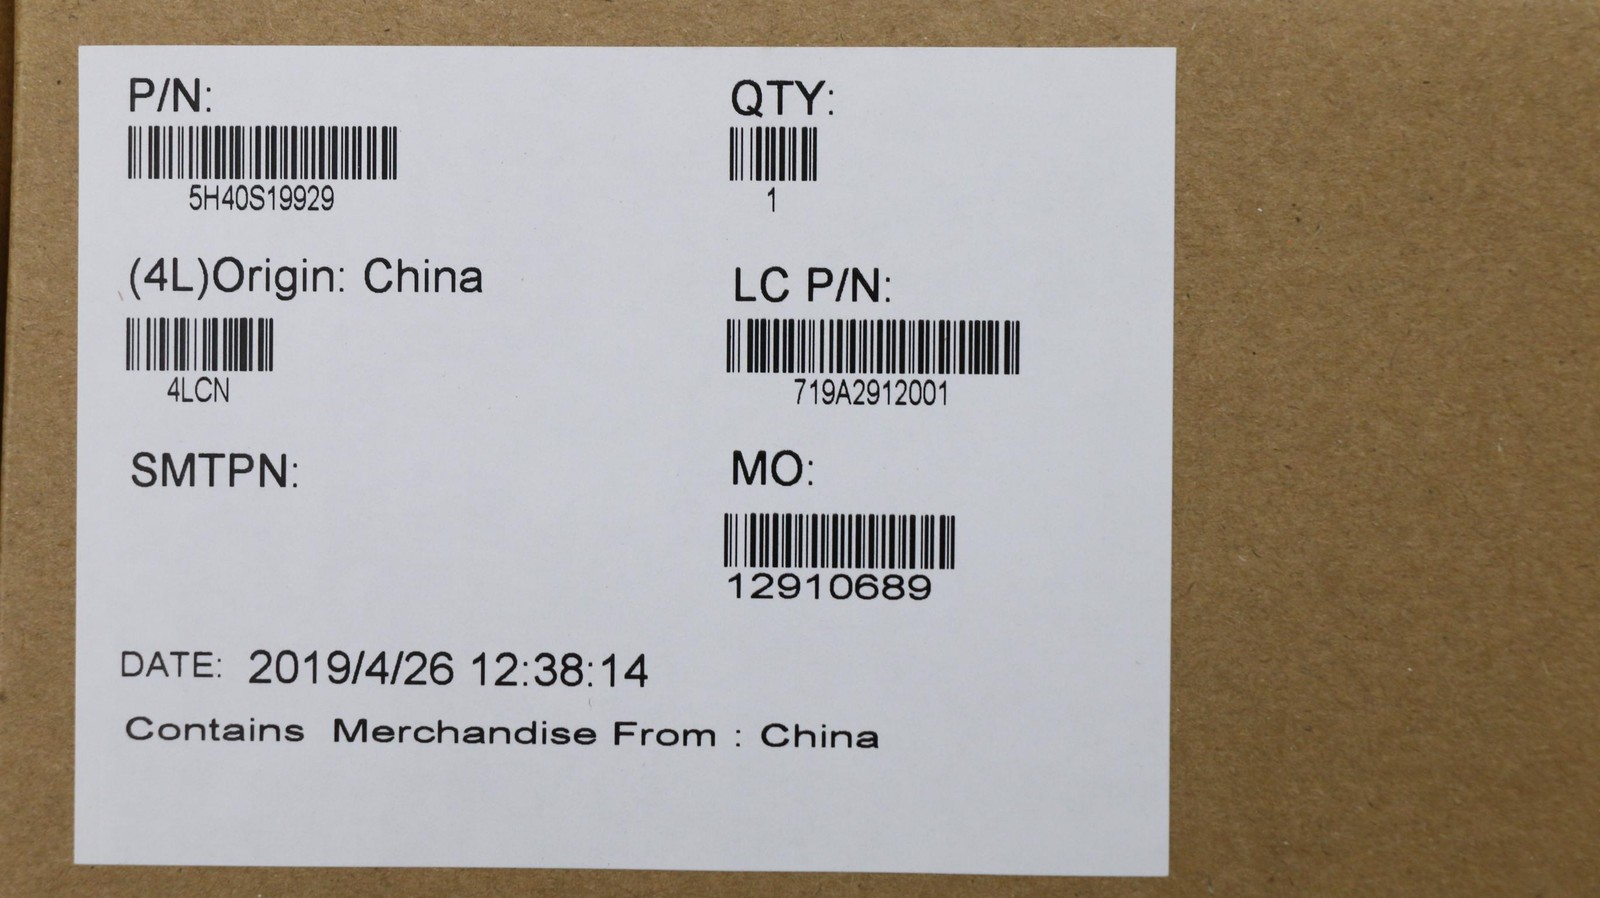 P/N:
5H40S19929
QTY:
1
(4L)Origin: China
4LCN
LC P/N:
719A2912001
SMTPN:
MO:
12910689
DATE: 2019/4/26 12:38:14
Contains Merchandise From : China